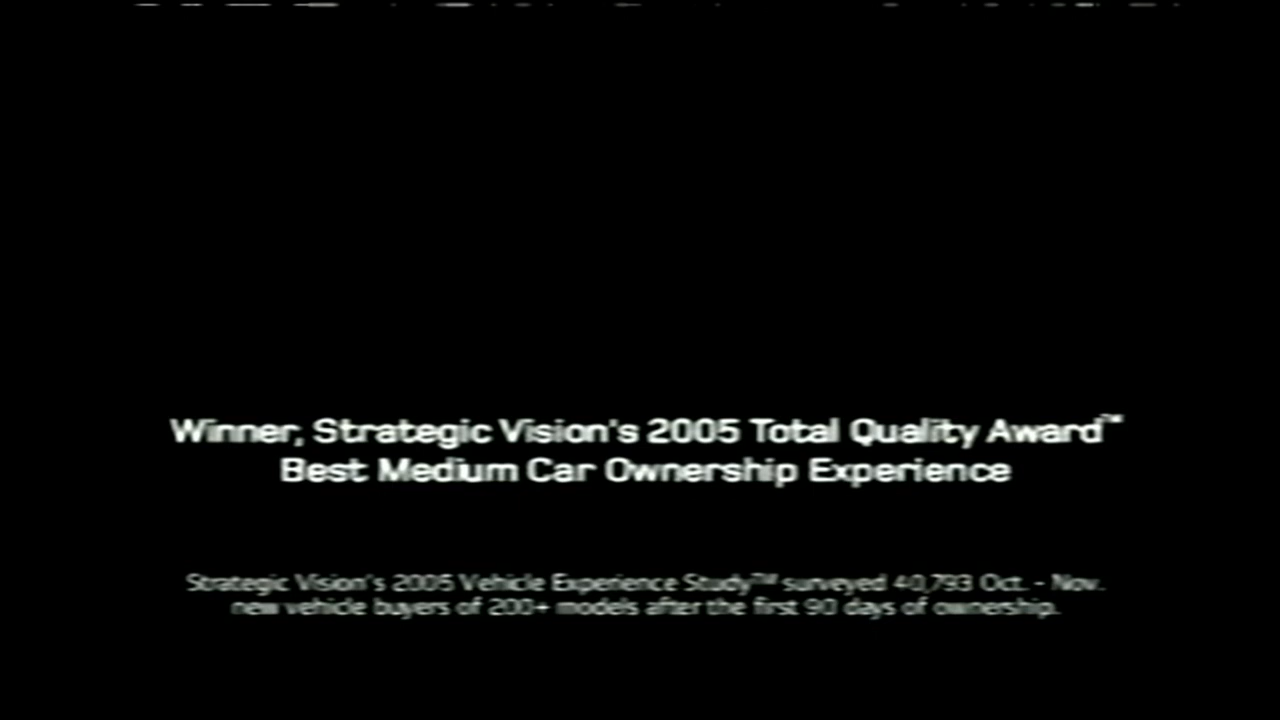 Winner, Strategic Vision's 2005 Total Quality Award™
Best Medium Car Ownership Experience
Strategic Vision's 2005 Vehicle Experience Study™ surveyed 40,793 Oct. - Nov.
new vehicle buyers of 200+ models after the first 90 days of ownership.